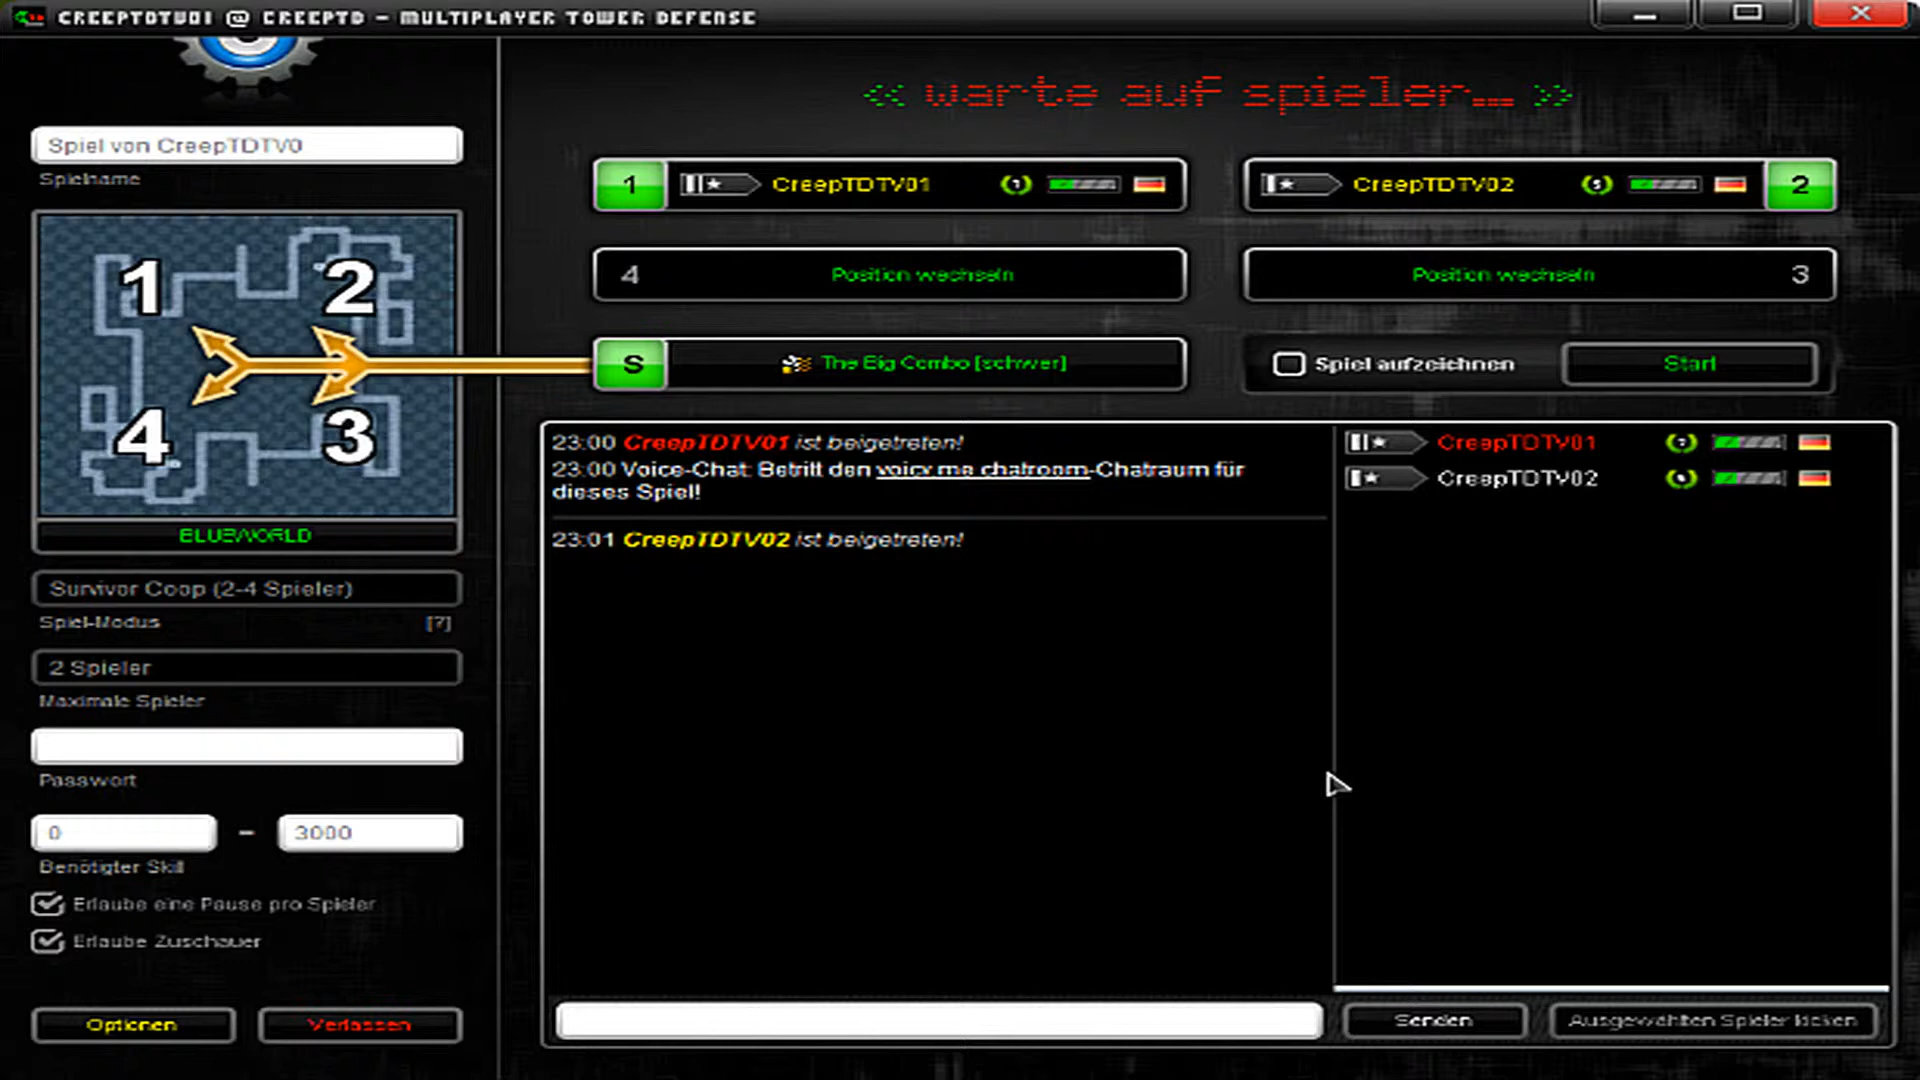 CREEPTDTV01 @ CREEPTD - MULTIPLAYER TOWER DEFENSE
<< warte auf spieler... >>
Spiel von CreepTDTV0
Spielname
1 CreepTDTV01
CreepTDTV02 2
4 Position wechseln
Position wechseln 3
S The Big Combo [schwer]
Spiel aufzeichnen
Start
1
2
4
3
BLUEWORLD
Survivor Coop (2-4 Spieler)
Spiel-Modus [?]
2 Spieler
Maximale Spieler
Passwort
0 - 3000
Benötigter Skill
Erlaube eine Pause pro Spieler
Erlaube Zuschauer
Optionen
Verlassen
23:00 CreepTDTV01 ist beigetreten!
23:00 Voice-Chat: Betritt den voicr.me chatroom-Chatraum für
dieses Spiel!
23:01 CreepTDTV02 ist beigetreten!
CreepTDTV01
CreepTDTV02
Senden
Ausgewählten Spieler kicken